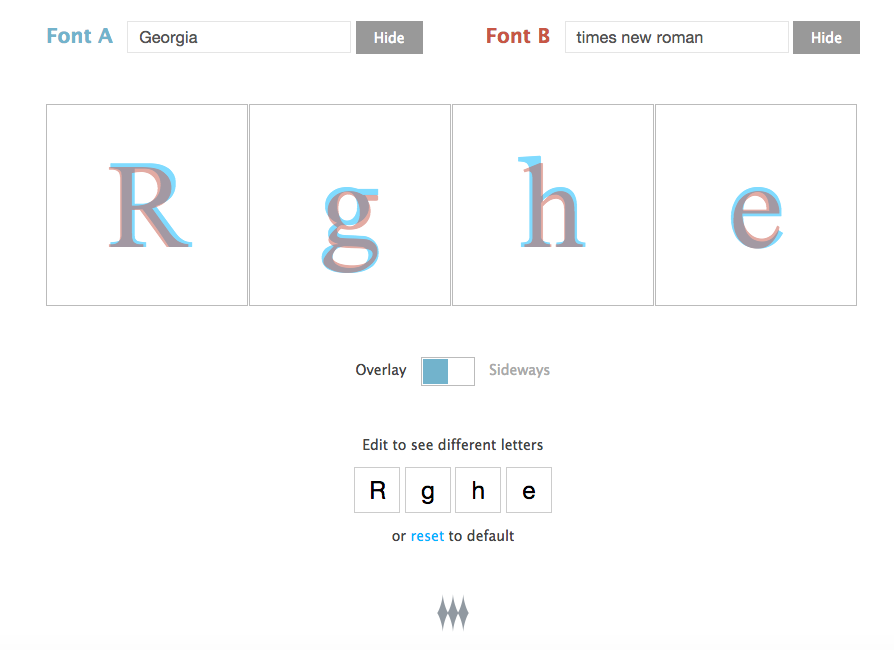 Font A Georgia Hide Font B times new roman Hide
R g h e
Overlay Sideways
Edit to see different letters
R g h e
or reset to default